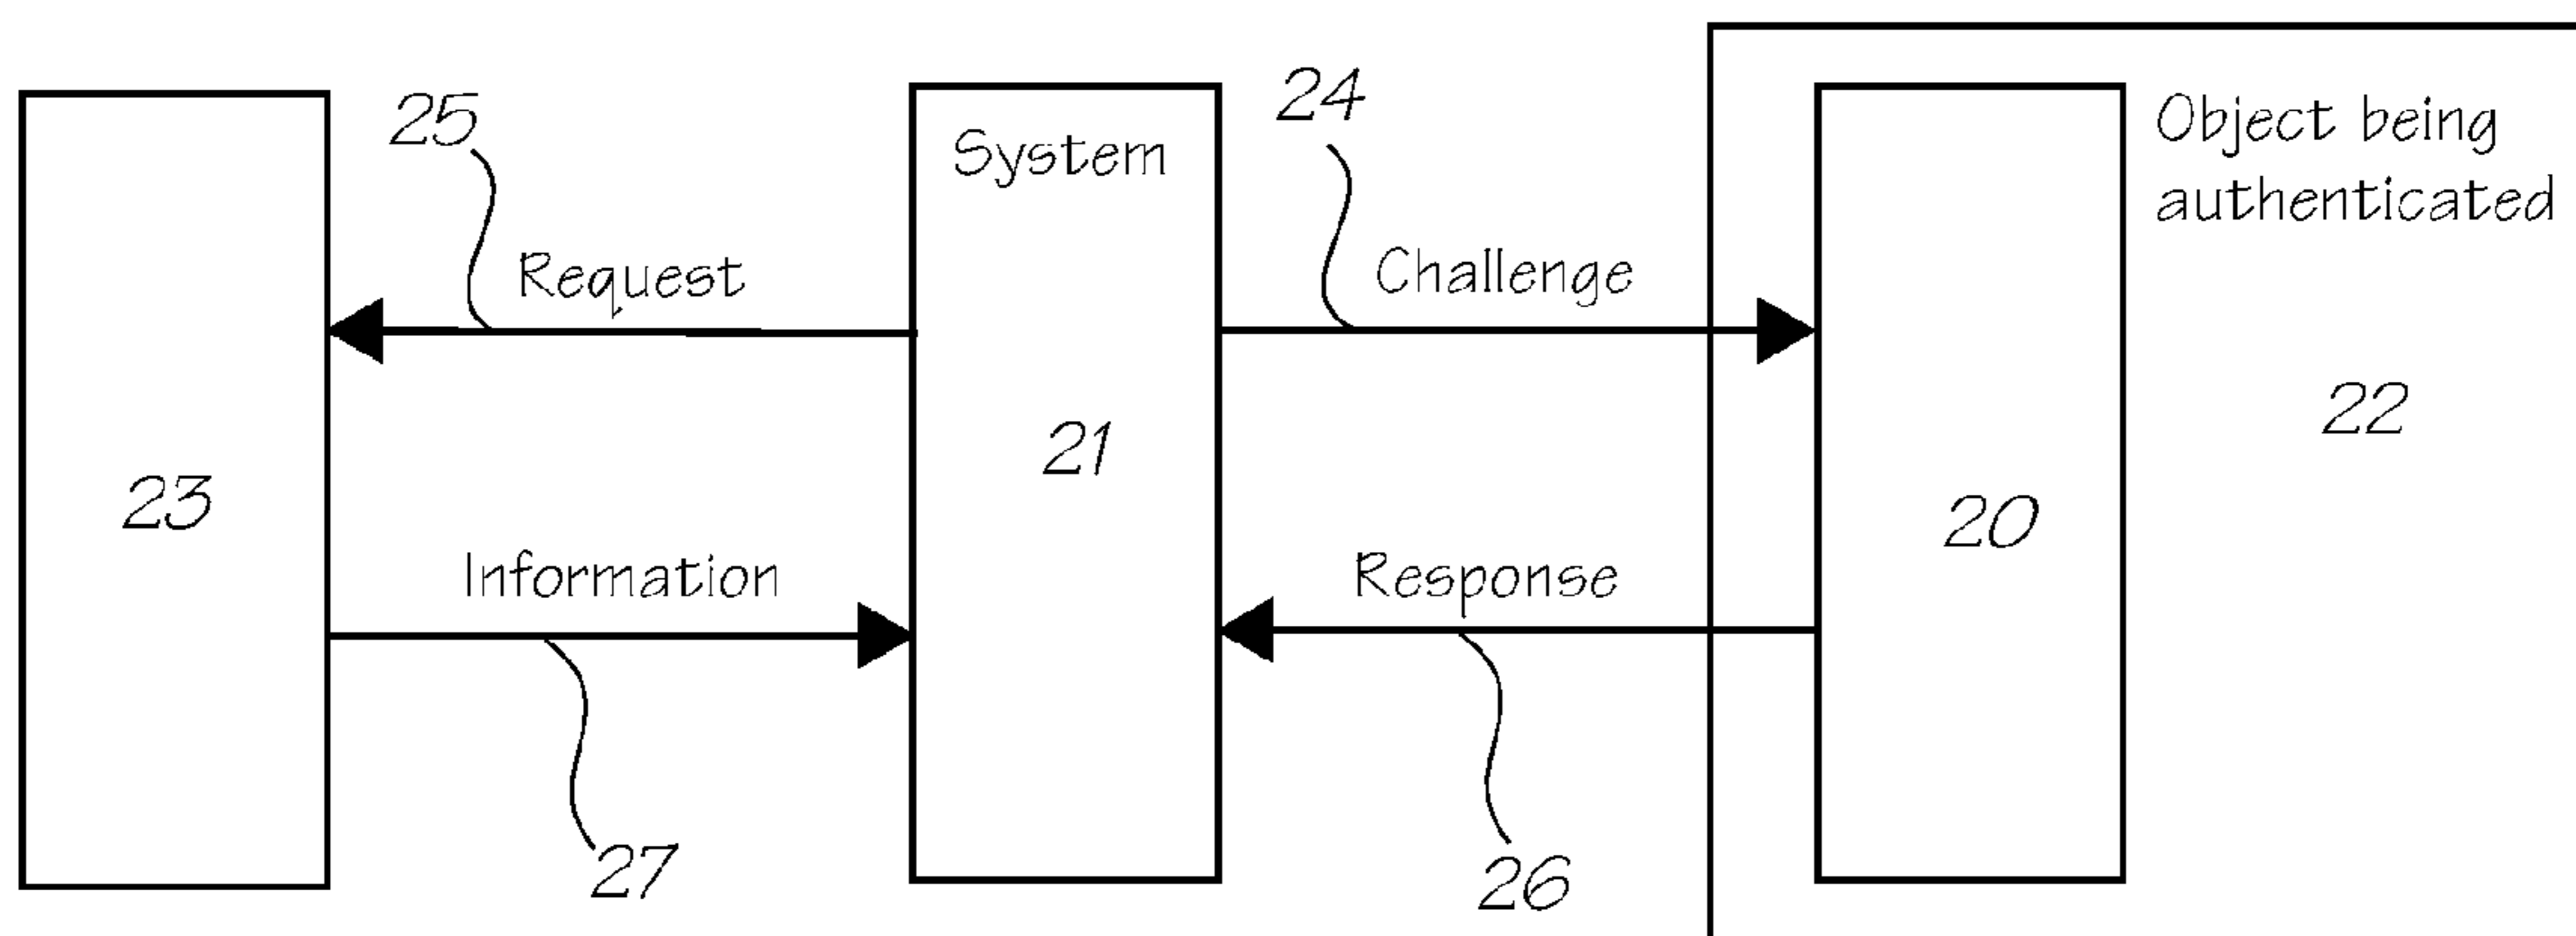 25
24
System
Object being
authenticated
Request
Challenge
22
21
23
20
Information
Response
27
26